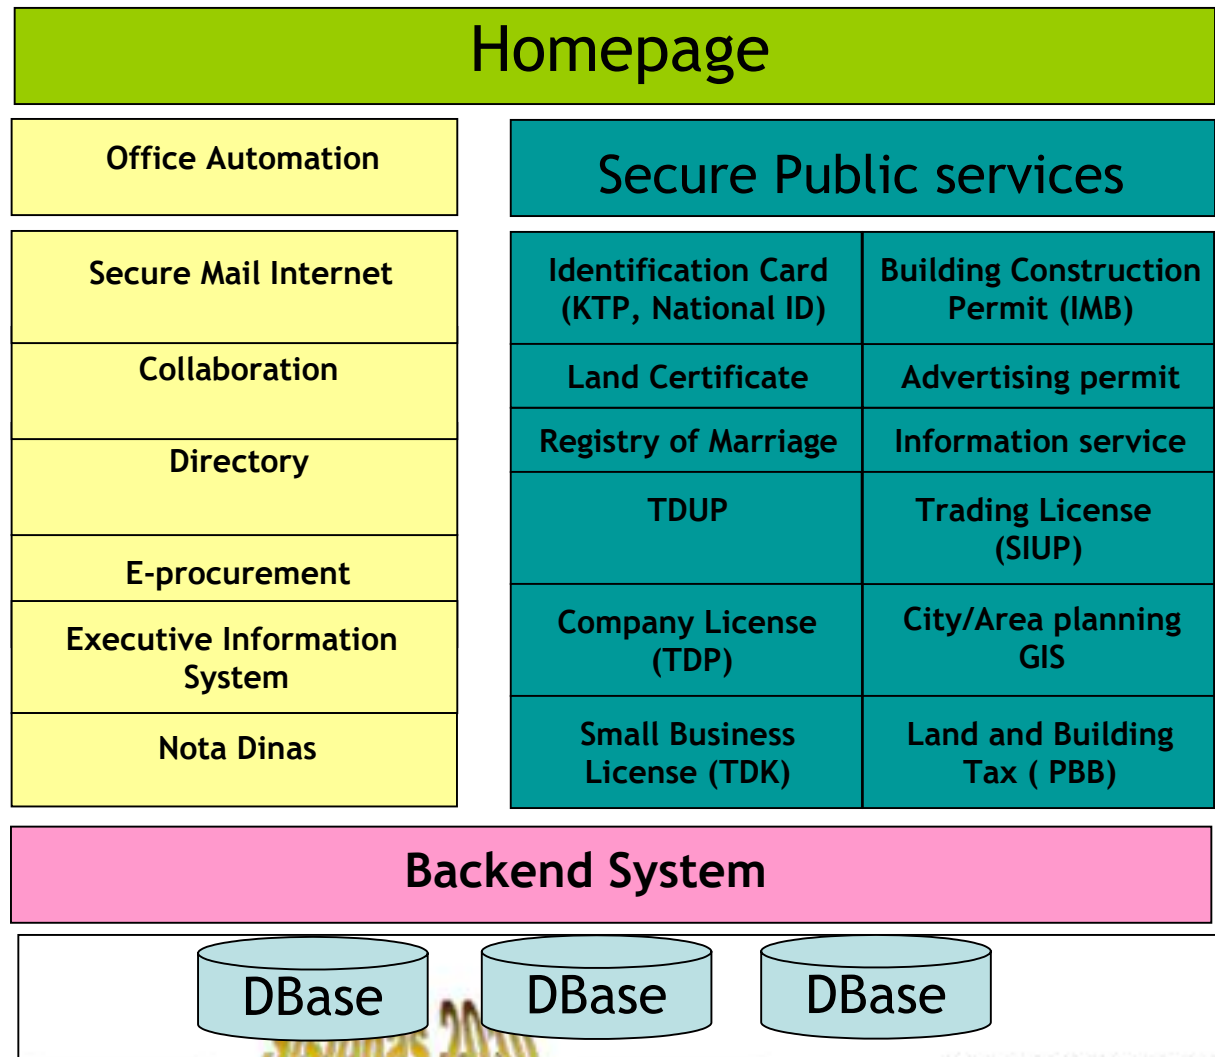 Homepage
Office Automation
Secure Mail Internet
Collaboration
Directory
E-procurement
Executive Information
System
Nota Dinas
Secure Public services
Identification Card
(KTP, National ID)
Building Construction
Permit (IMB)
Land Certificate
Advertising permit
Registry of Marriage
Information service
TDUP
Trading License
(SIUP)
Company License
(TDP)
City/Area planning
GIS
Small Business
License (TDK)
Land and Building
Tax ( PBB)
Backend System
DBase
DBase
DBase